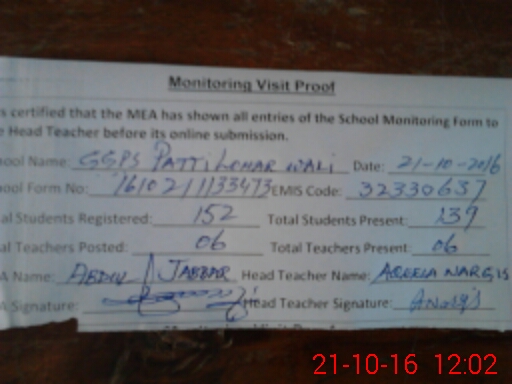 Monitoring Visit Proof
s certified that the MEA has shown all entries of the School Monitoring Form to
e Head Teacher before its online submission.
ool Name: GGPS PATTI LOHAR WALI Date: 21-10-2016
ool Form No: 1610211133473 EMIS Code: 32330637
al Students Registered: 152 Total Students Present: 139
al Teachers Posted: 06 Total Teachers Present: 06
A Name: ABDUL JABBAR Head Teacher Name: AQEELA NARGIS
A Signature: Head Teacher Signature: ANargis
21-10-16 12:02